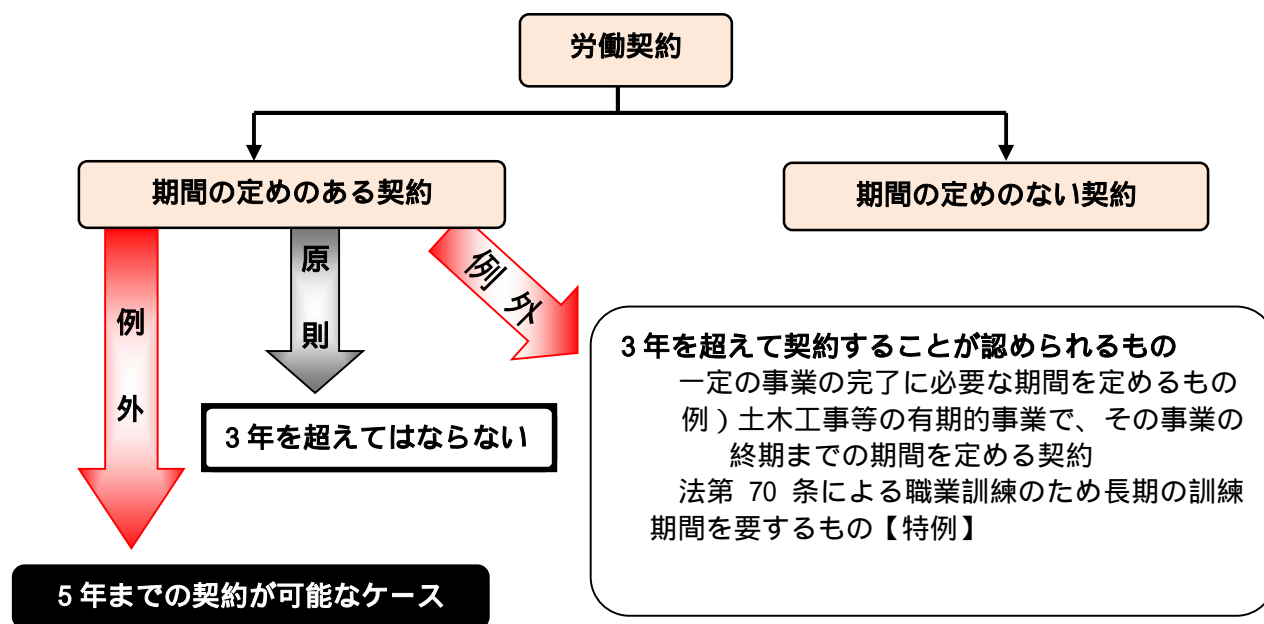 労働契約
期間の定めのある契約
期間の定めのない契約
例外
原則
例外
3年を超えてはならない
5年までの契約が可能なケース
3年を超えて契約することが認められるもの
一定の事業の完了に必要な期間を定めるもの
例）土木工事等の有期的事業で、その事業の
終期までの期間を定める契約
法第 70 条による職業訓練のため長期の訓練
期間を要するもの【特例】